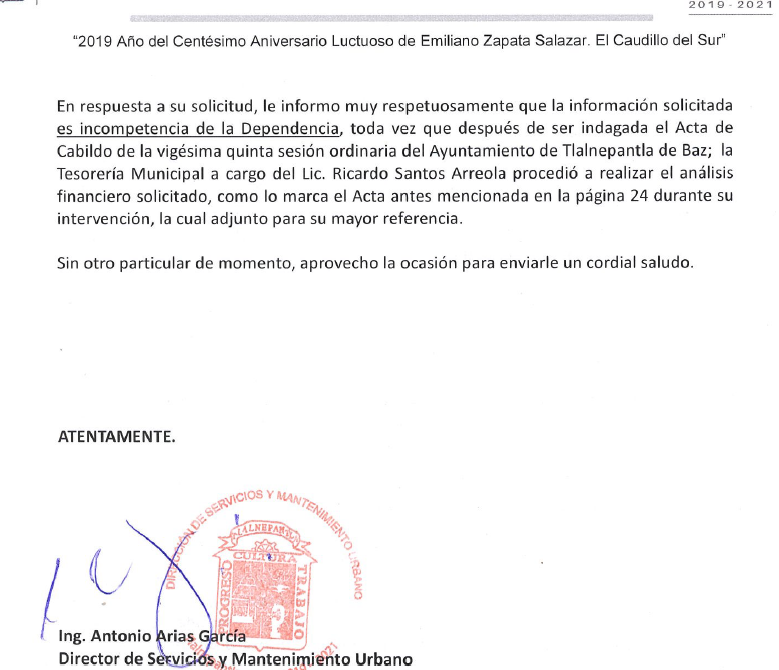 2019 - 2021
“2019 Año del Centésimo Aniversario Luctuoso de Emiliano Zapata Salazar. El Caudillo del Sur”
En respuesta a su solicitud, le informo muy respetuosamente que la información solicitada
es incompetencia de la Dependencia, toda vez que después de ser indagada el Acta de
Cabildo de la vigésima quinta sesión ordinaria del Ayuntamiento de Tlalnepantla de Baz; la
Tesorería Municipal a cargo del Lic. Ricardo Santos Arreola procedió a realizar el análisis
financiero solicitado, como lo marca el Acta antes mencionada en la página 24 durante su
intervención, la cual adjunto para su mayor referencia.
Sin otro particular de momento, aprovecho la ocasión para enviarle un cordial saludo.
ATENTAMENTE.
DIRECCIÓN DE SERVICIOS Y MANTENIMIENTO URBANO
TLALNEPANTLA
CULTURA
PROGRESO
TRABAJO
Ing. Antonio Arias García
Director de Servicios y Mantenimiento Urbano